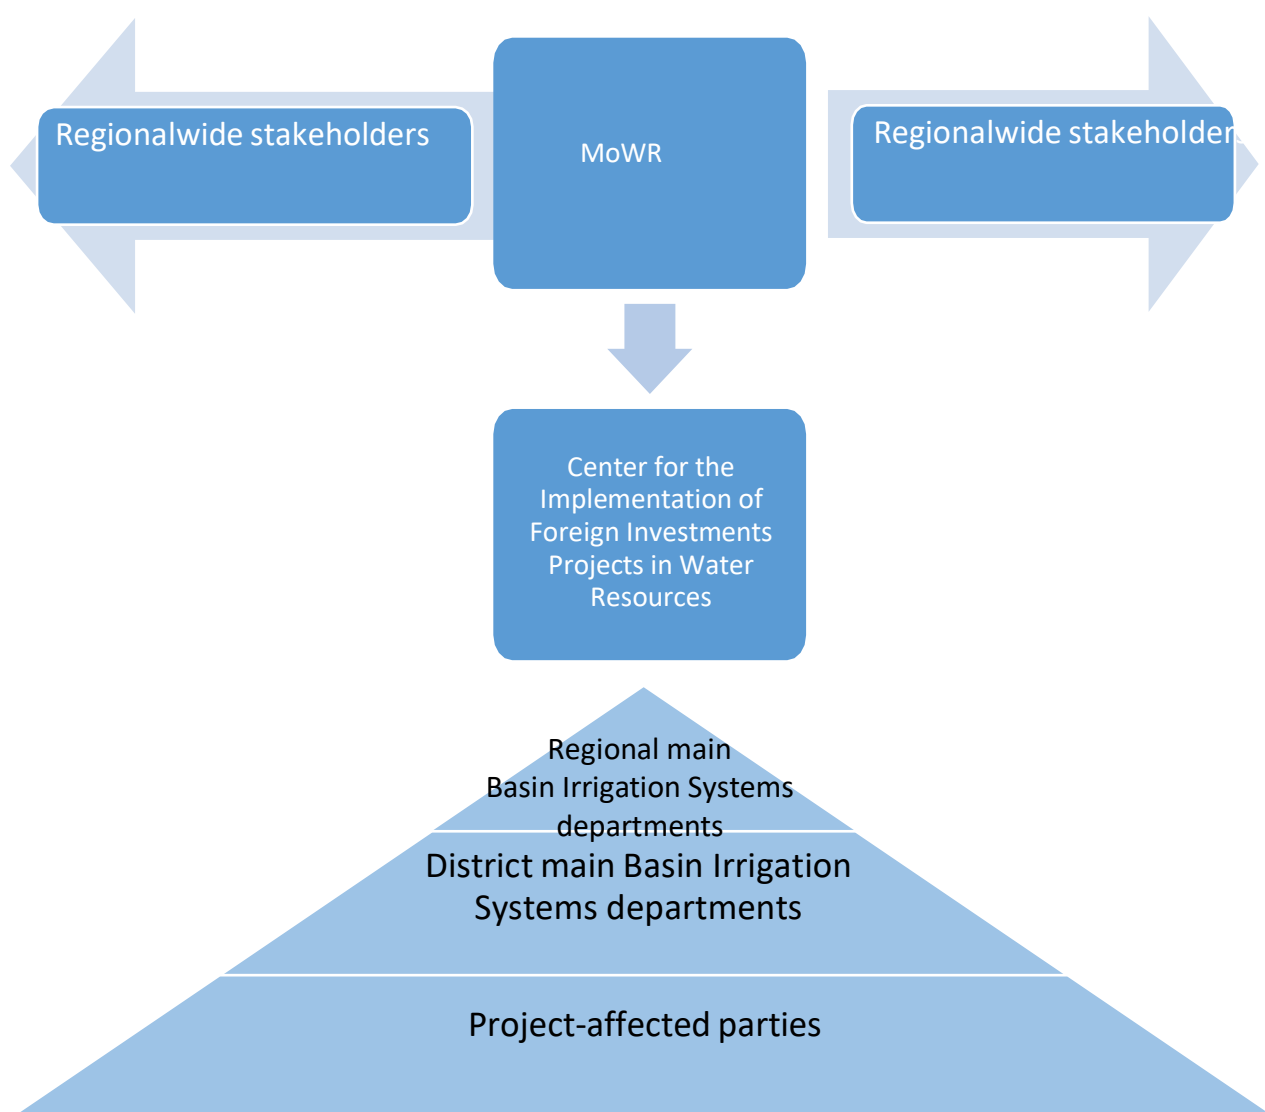 Regionalwide stakeholders
MoWR
Regionalwide stakeholders
Center for the
Implementation of
Foreign Investments
Projects in Water
Resources
Regional main
Basin Irrigation Systems
departments
District main Basin Irrigation
Systems departments
Project-affected parties